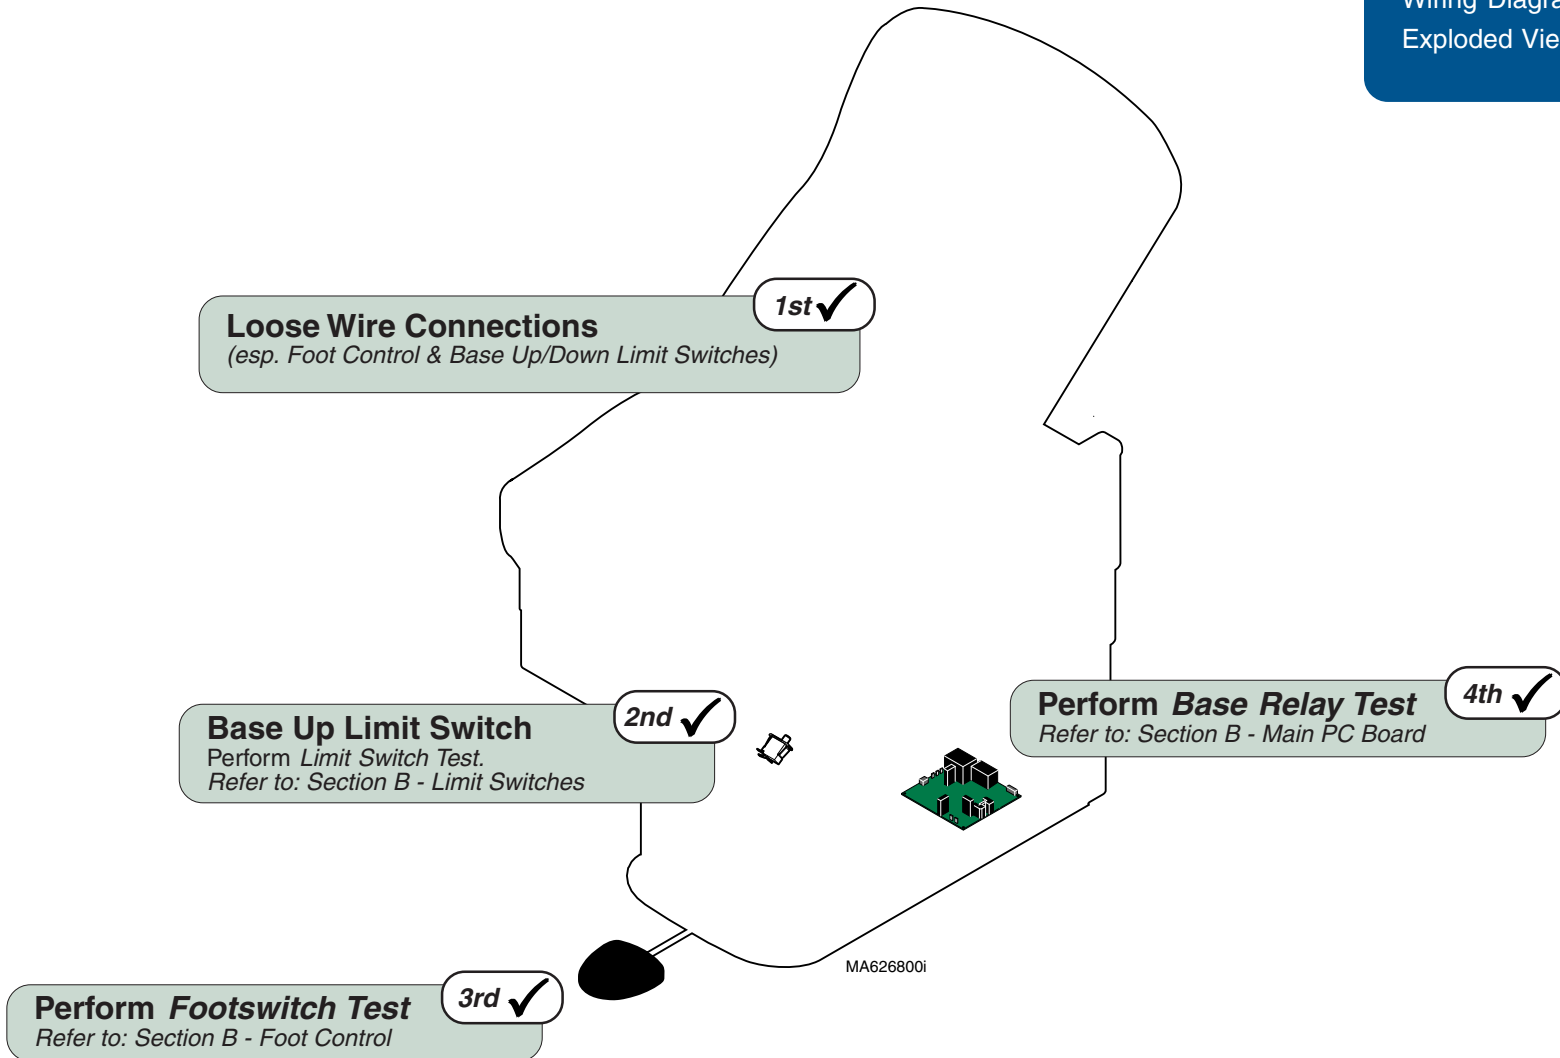 Exploded
Loose Wire Connections
(esp. Foot Control & Base Up/Down Limit Switches)
1st
Base Up Limit Switch
Perform Limit Switch Test.
Refer to: Section B - Limit Switches
2nd
Perform Footswitch Test
Refer to: Section B - Foot Control
3rd
Perform Base Relay Test
Refer to: Section B - Main PC Board
4th
MA626800i